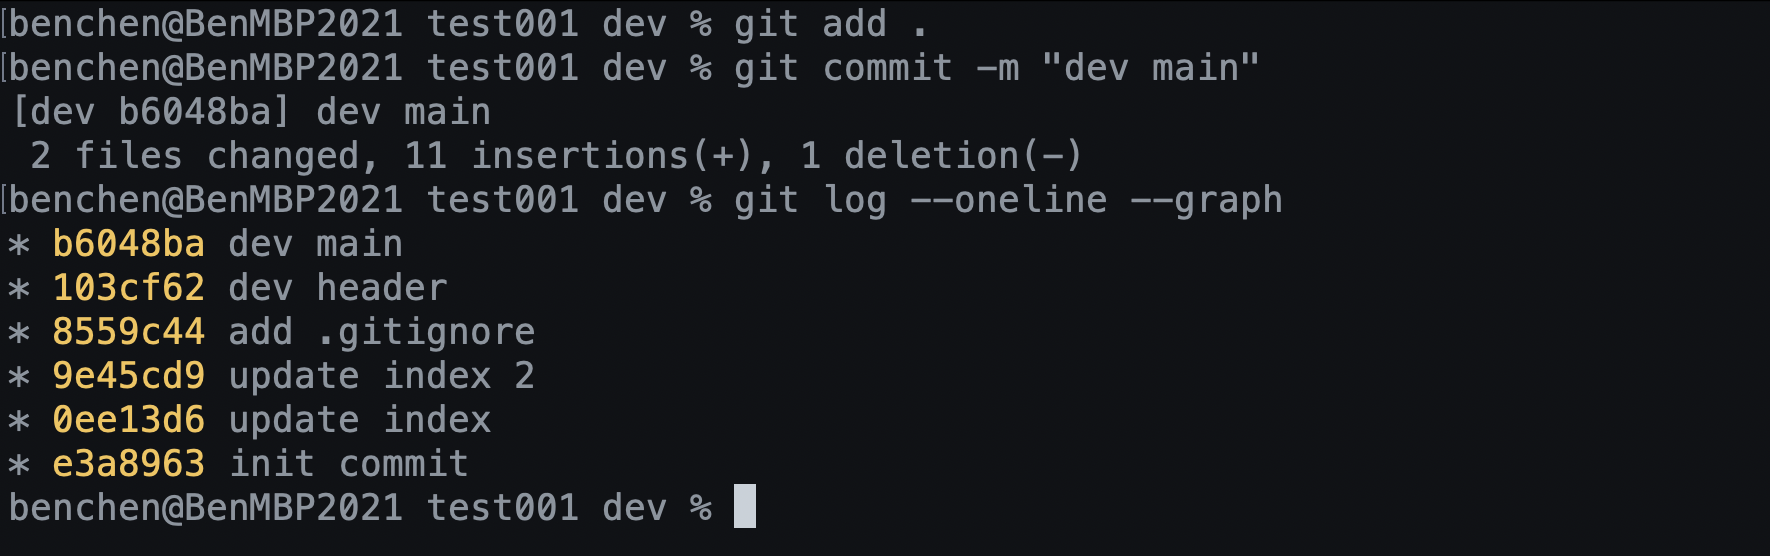 [benchen@BenMBP2021 test001 dev % git add .
[benchen@BenMBP2021 test001 dev % git commit -m "dev main"
[dev b6048ba] dev main
 2 files changed, 11 insertions(+), 1 deletion(-)
[benchen@BenMBP2021 test001 dev % git log --oneline --graph
* b6048ba dev main
* 103cf62 dev header
* 8559c44 add .gitignore
* 9e45cd9 update index 2
* 0ee13d6 update index
* e3a8963 init commit
benchen@BenMBP2021 test001 dev %